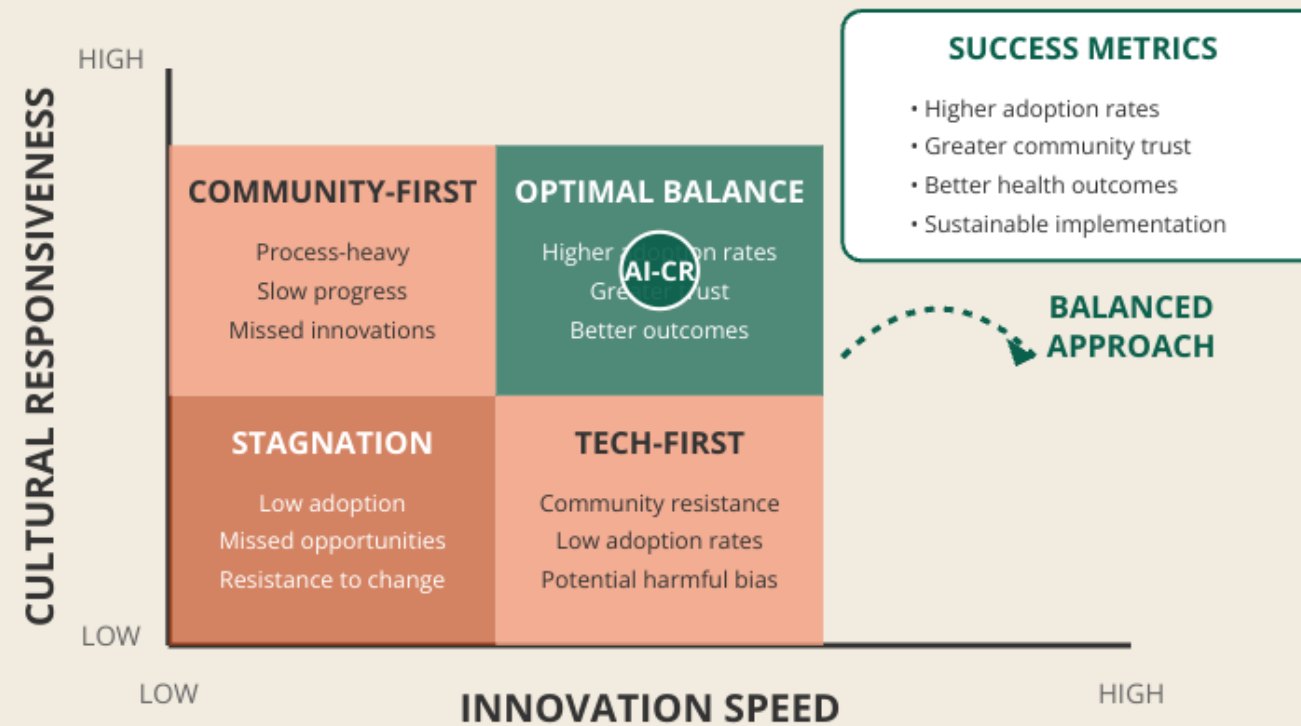 HIGH
CULTURAL RESPONSIVENESS
LOW
COMMUNITY-FIRST
Process-heavy
Slow progress
Missed innovations
OPTIMAL BALANCE
Higher adoption rates
AI-CR
Greater trust
Better outcomes
STAGNATION
Low adoption
Missed opportunities
Resistance to change
TECH-FIRST
Community resistance
Low adoption rates
Potential harmful bias
LOW
INNOVATION SPEED
HIGH
SUCCESS METRICS
• Higher adoption rates
• Greater community trust
• Better health outcomes
• Sustainable implementation
BALANCED
APPROACH